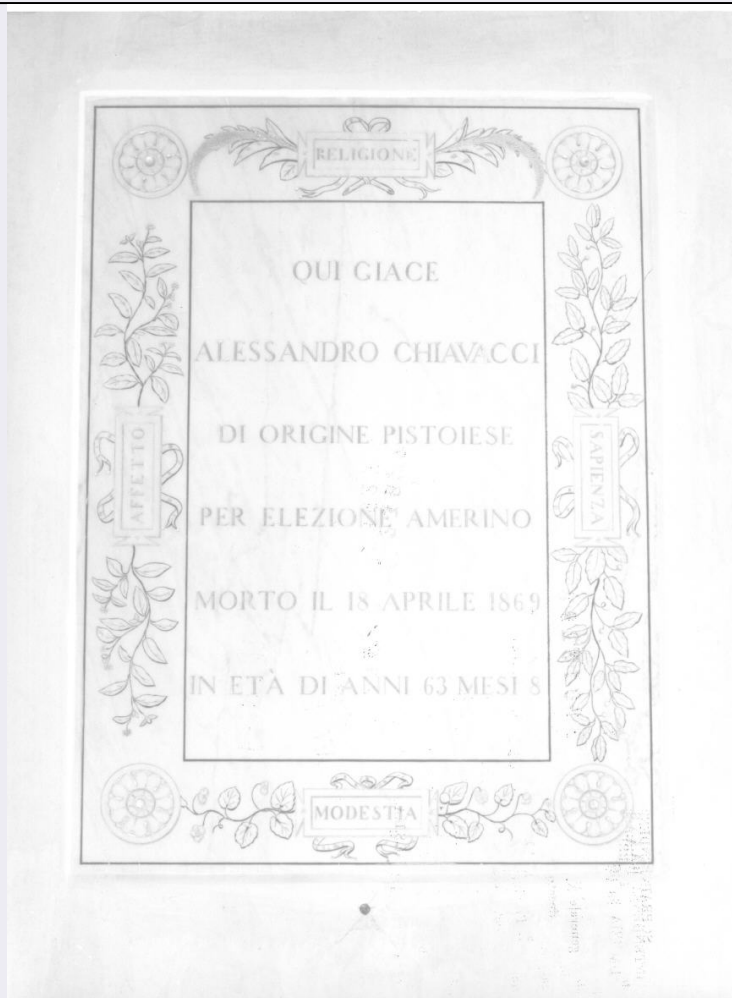 RELIGIONE
QUI GIACE
ALESSANDRO CHIAVACCI
DI ORIGINE PISTOIESE
PER ELEZIONE AMERINO
MORTO IL 18 APRILE 1869
IN ETÀ DI ANNI 63 MESI 8
AFFETTO
SAPIENZA
MODESTIA